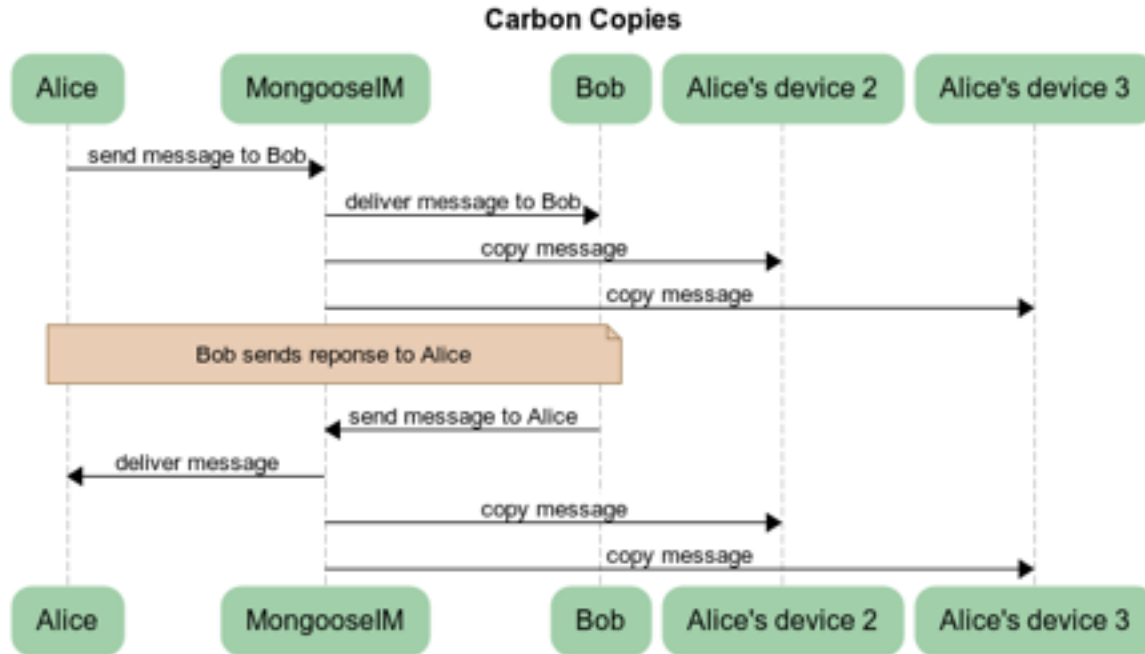 Carbon Copies
Alice MongooseIM Bob Alice's device 2 Alice's device 3
send message to Bob
deliver message to Bob
copy message
copy message
Bob sends reponse to Alice
send message to Alice
deliver message
copy message
copy message
Alice MongooseIM Bob Alice's device 2 Alice's device 3